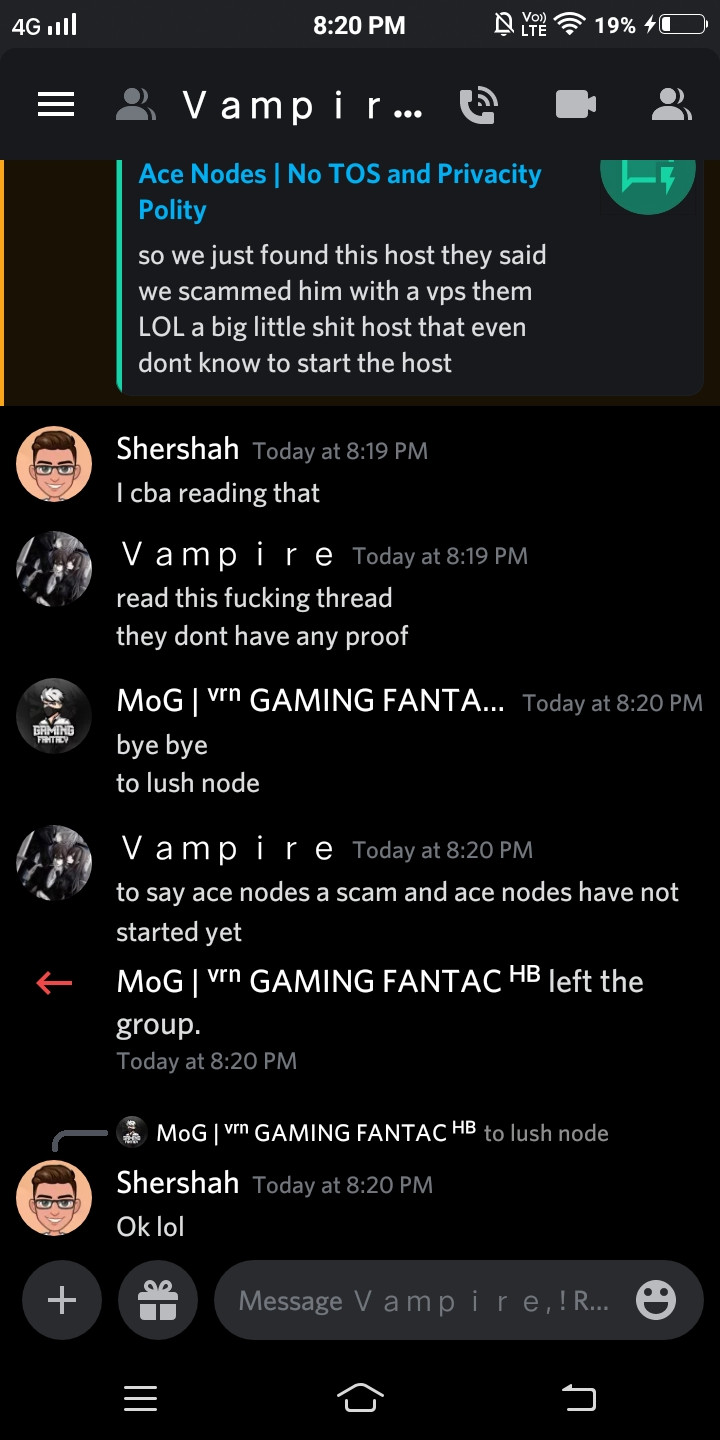 4G 8:20 PM Vo) LTE 19%
V a m p i r...
Ace Nodes | No TOS and Privacity
Polity
so we just found this host they said
we scammed him with a vps them
LOL a big little shit host that even
dont know to start the host
Shershah Today at 8:19 PM
I cba reading that
V a m p i r e Today at 8:19 PM
read this fucking thread
they dont have any proof
MoG | ᵛʳⁿ GAMING FANTA... Today at 8:20 PM
GAMING
FANTACY
bye bye
to lush node
V a m p i r e Today at 8:20 PM
to say ace nodes a scam and ace nodes have not
started yet
MoG | ᵛʳⁿ GAMING FANTAC ᴴᴮ left the
group.
Today at 8:20 PM
MoG | ᵛʳⁿ GAMING FANTAC ᴴᴮ to lush node
Shershah Today at 8:20 PM
Ok lol
Message V a m p i r e, ! R...